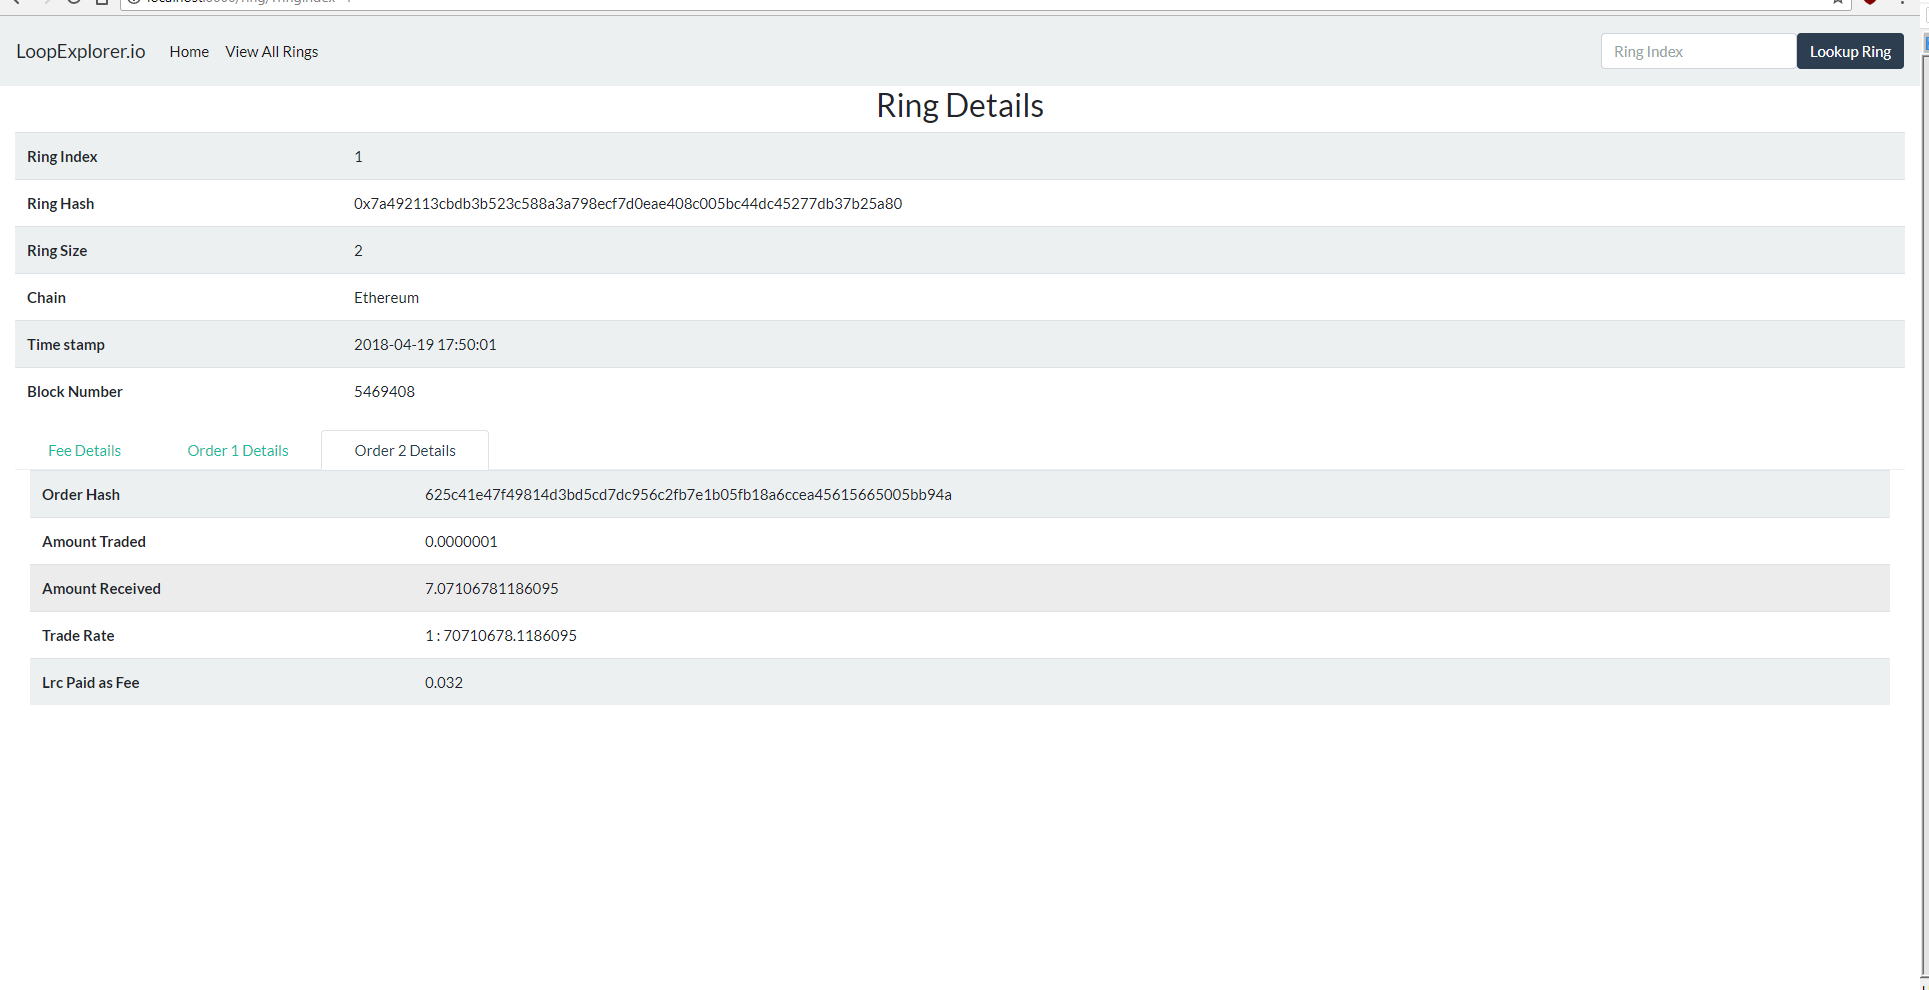 LoopExplorer.io Home View All Rings Ring Index Lookup Ring
Ring Details
Ring Index 1
Ring Hash 0x7a492113cbdb3b523c588a3a798ecf7d0eae408c005bc44dc45277db37b25a80
Ring Size 2
Chain Ethereum
Time stamp 2018-04-19 17:50:01
Block Number 5469408
Fee Details Order 1 Details Order 2 Details
Order Hash 625c41e47f49814d3bd5cd7dc956c2fb7e1b05fb18a6ccea45615665005bb94a
Amount Traded 0.0000001
Amount Received 7.07106781186095
Trade Rate 1 : 70710678.1186095
Lrc Paid as Fee 0.032